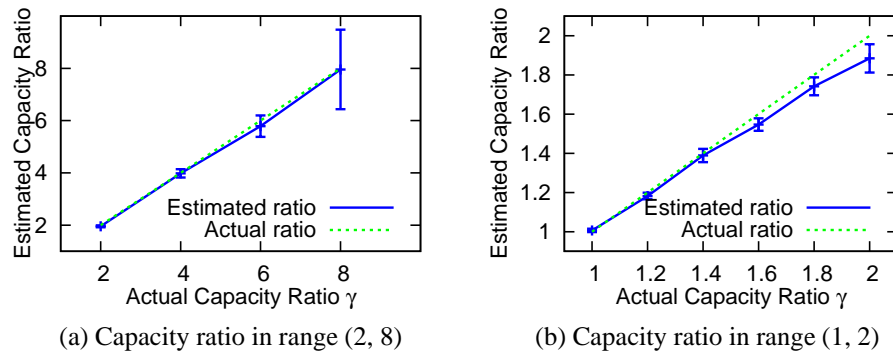 Estimated Capacity Ratio
8
6
4
2
Estimated ratio
Actual ratio
2 4 6 8
Actual Capacity Ratio γ
(a) Capacity ratio in range (2, 8)
Estimated Capacity Ratio
2
1.8
1.6
1.4
1.2
1
Estimated ratio
Actual ratio
1 1.2 1.4 1.6 1.8 2
Actual Capacity Ratio γ
(b) Capacity ratio in range (1, 2)